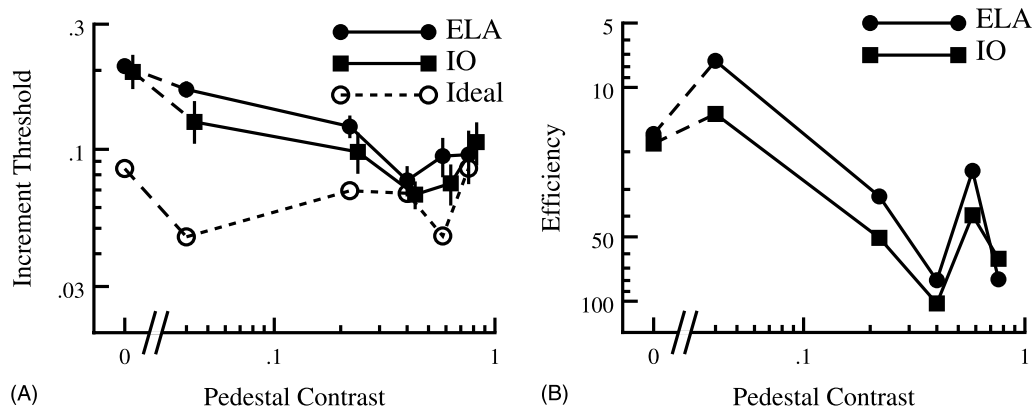 .3
.1
.03
Increment Threshold
ELA
IO
Ideal
0
.1
1
Pedestal Contrast
(A)
5
10
50
100
Efficiency
ELA
IO
0
.1
1
Pedestal Contrast
(B)